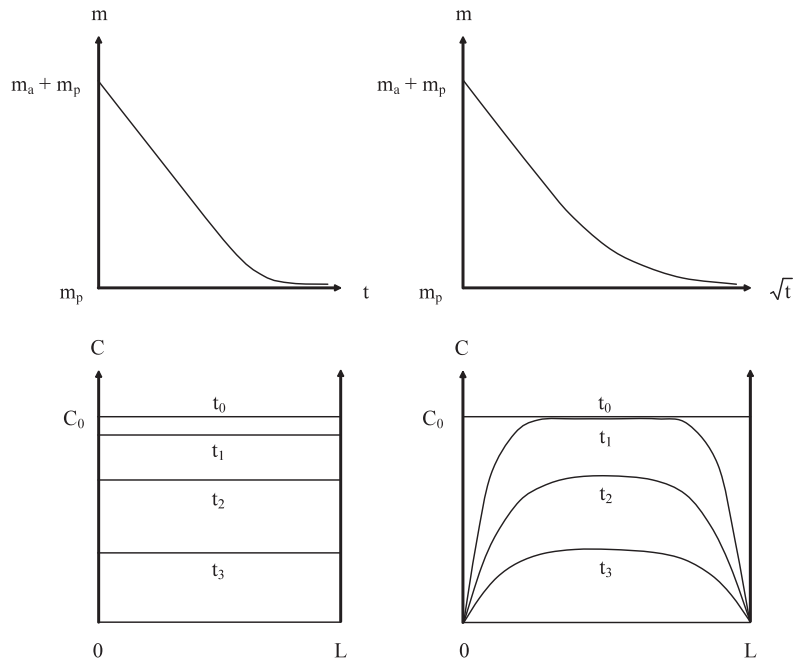 m
mₐ + mₚ
mₚ
t
m
mₐ + mₚ
mₚ
√t
C
C₀
t₀
t₁
t₂
t₃
0
L
C
C₀
t₀
t₁
t₂
t₃
0
L